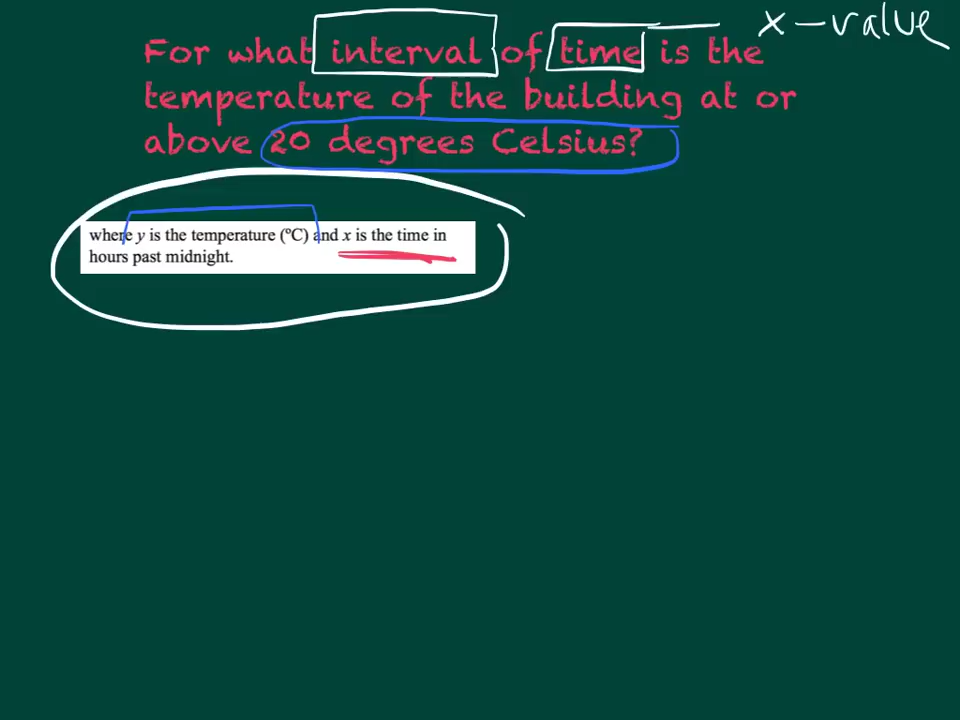 For what interval of time is the
temperature of the building at or
above 20 degrees Celsius?
x-value
where y is the temperature (ºC) and x is the time in
hours past midnight.